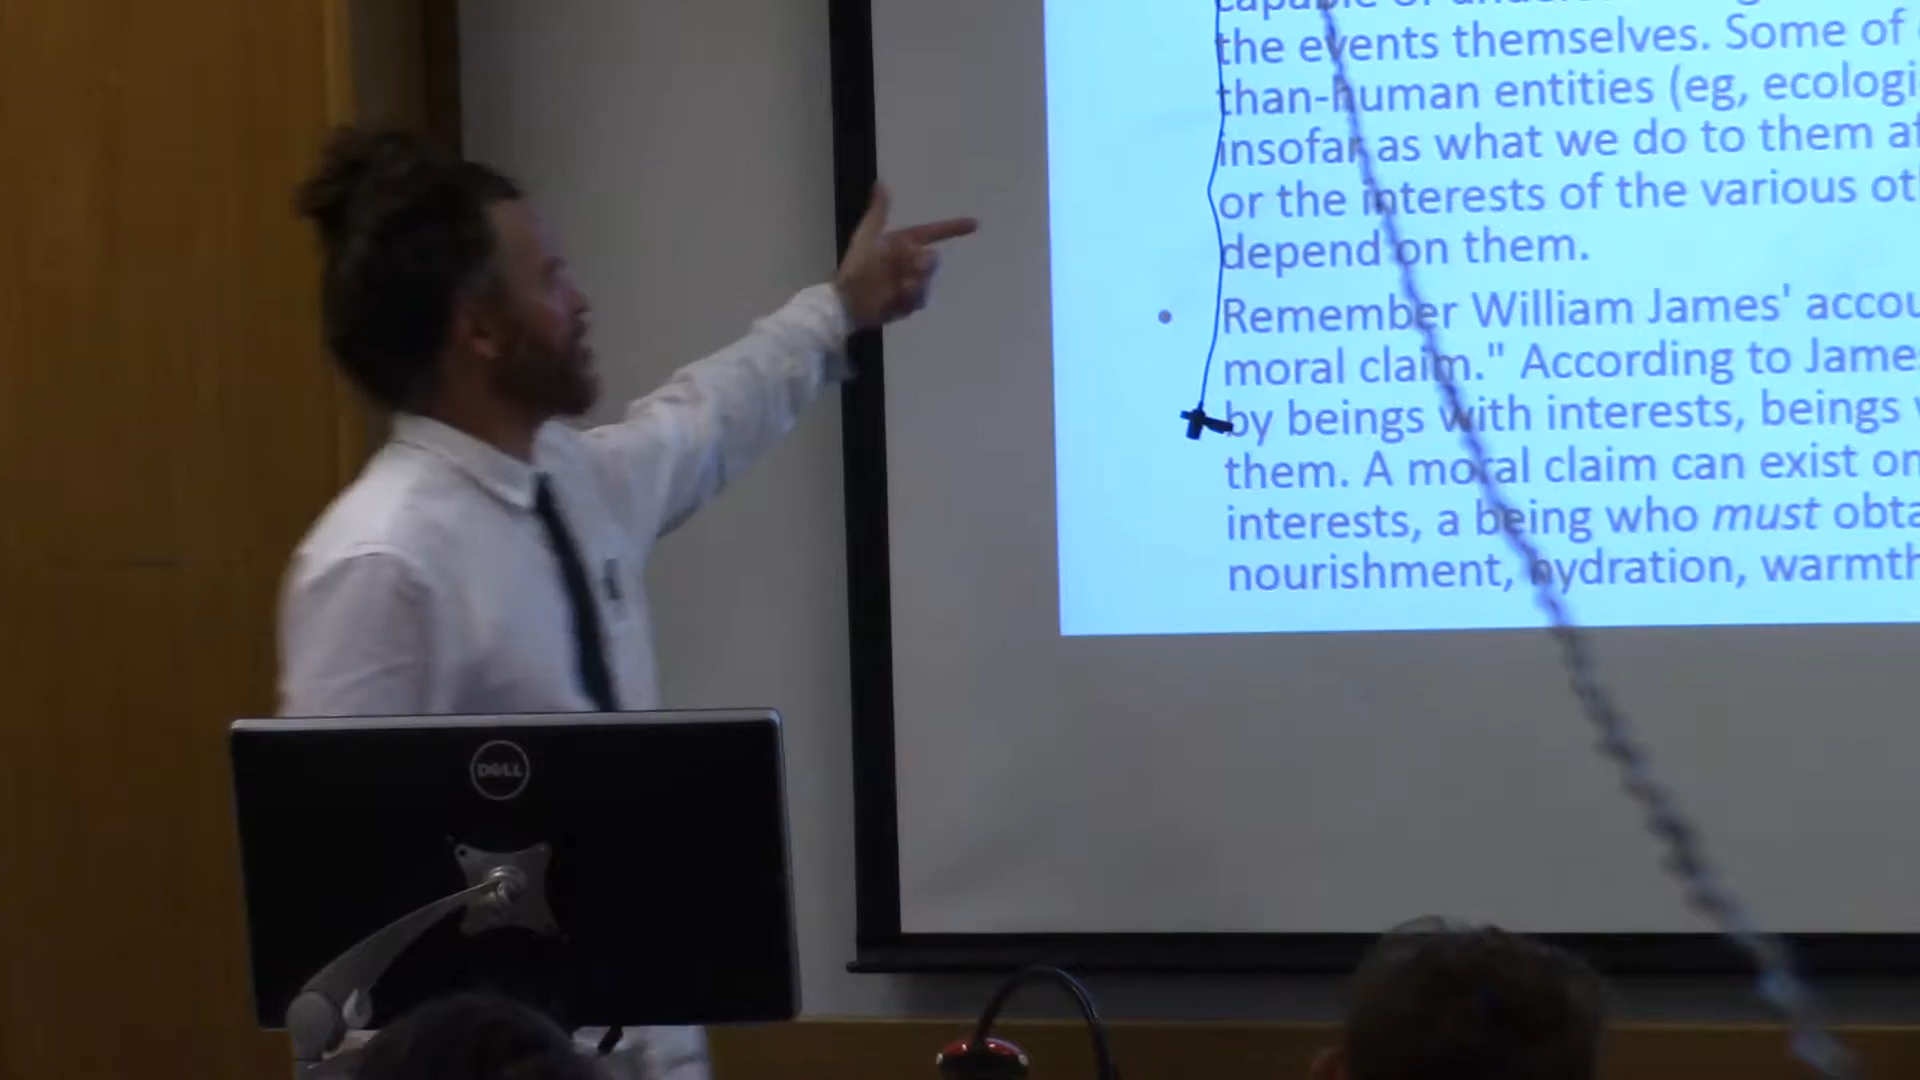 the events themselves. Some of
than-human entities (eg, ecologi
insofar as what we do to them af
or the interests of the various ot
depend on them.
• Remember William James' accou
moral claim." According to Jame
by beings with interests, beings
them. A moral claim can exist on
interests, a being who must obta
nourishment, hydration, warmth
DELL